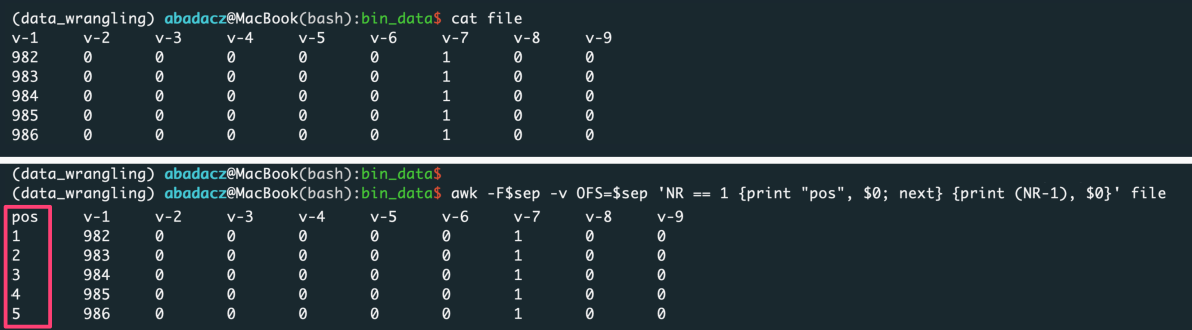 (data_wrangling) abadacz@MacBook(bash):bin_data$ cat file
v-1 v-2 v-3 v-4 v-5 v-6 v-7 v-8 v-9
982 0 0 0 0 0 1 0 0
983 0 0 0 0 0 1 0 0
984 0 0 0 0 0 1 0 0
985 0 0 0 0 0 1 0 0
986 0 0 0 0 0 1 0 0
(data_wrangling) abadacz@MacBook(bash):bin_data$
(data_wrangling) abadacz@MacBook(bash):bin_data$ awk -F$sep -v OFS=$sep 'NR == 1 {print "pos", $0; next} {print (NR-1), $0}' file
pos v-1 v-2 v-3 v-4 v-5 v-6 v-7 v-8 v-9
1 982 0 0 0 0 0 1 0 0
2 983 0 0 0 0 0 1 0 0
3 984 0 0 0 0 0 1 0 0
4 985 0 0 0 0 0 1 0 0
5 986 0 0 0 0 0 1 0 0